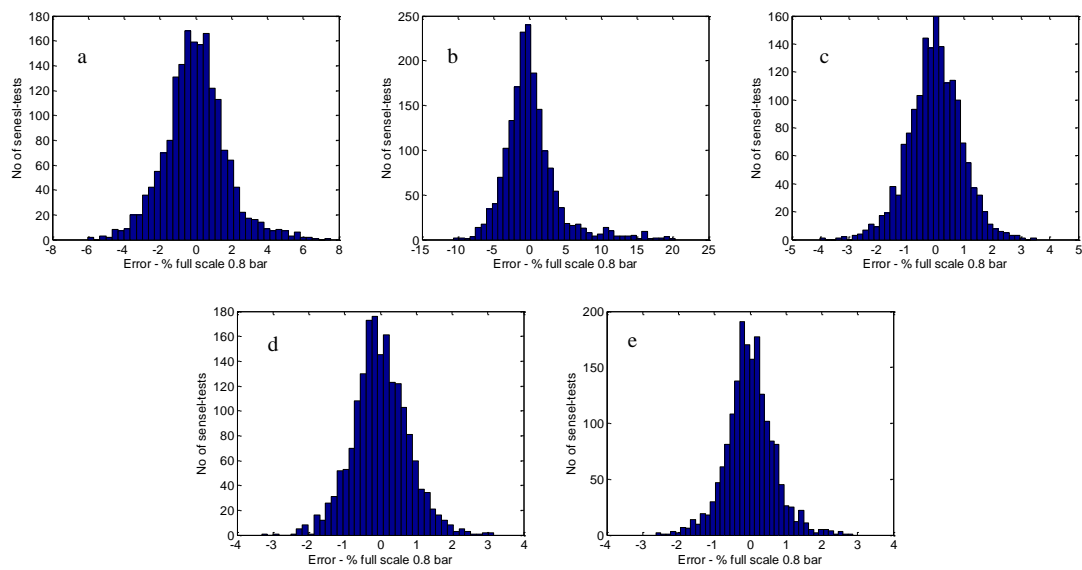 180
160
140
120
100
80
60
40
20
0
a
No of senesl-tests
-8 -6 -4 -2 0 2 4 6 8
Error - % full scale 0.8 bar
250
200
150
100
50
0
b
No of sensel-tests
-15 -10 -5 0 5 10 15 20 25
Error - % full scale 0.8 bar
160
140
120
100
80
60
40
20
0
c
No of sensel-tests
-5 -4 -3 -2 -1 0 1 2 3 4 5
Error - % full scale 0.8 bar
180
160
140
120
100
80
60
40
20
0
d
No of sensel-tests
-4 -3 -2 -1 0 1 2 3 4
Error - % full scale 0.8 bar
200
150
100
50
0
e
No of sensel-tests
-4 -3 -2 -1 0 1 2 3 4
Error - % full scale 0.8 bar